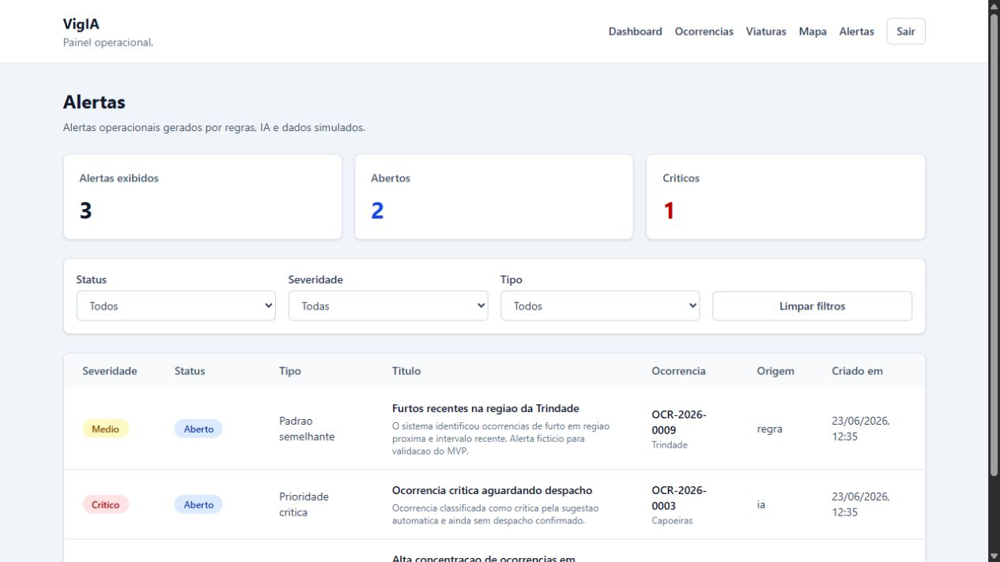 VigIA
Painel operacional.
Dashboard Ocorrencias Viaturas Mapa Alertas Sair
Alertas
Alertas operacionais gerados por regras, IA e dados simulados.
Alertas exibidos
3
Abertos
2
Criticos
1
Status
Todos
Severidade
Todas
Tipo
Todos
Limpar filtros
Severidade Status Tipo Titulo Ocorrencia Origem Criado em
Medio
Aberto
Padrao
semelhante
Furtos recentes na regiao da Trindade
O sistema identificou ocorrencias de furto em regiao
proxima e intervalo recente. Alerta ficticio para
validacao do MVP.
OCR-2026-
0009
Trindade
regra
23/06/2026,
12:35
Critico
Aberto
Prioridade
critica
Ocorrencia critica aguardando despacho
Ocorrencia classificada como critica pela sugestao
automatica e ainda sem despacho confirmado.
OCR-2026-
0003
Capoeiras
ia
23/06/2026,
12:35
Alta concentracao de ocorrencias em